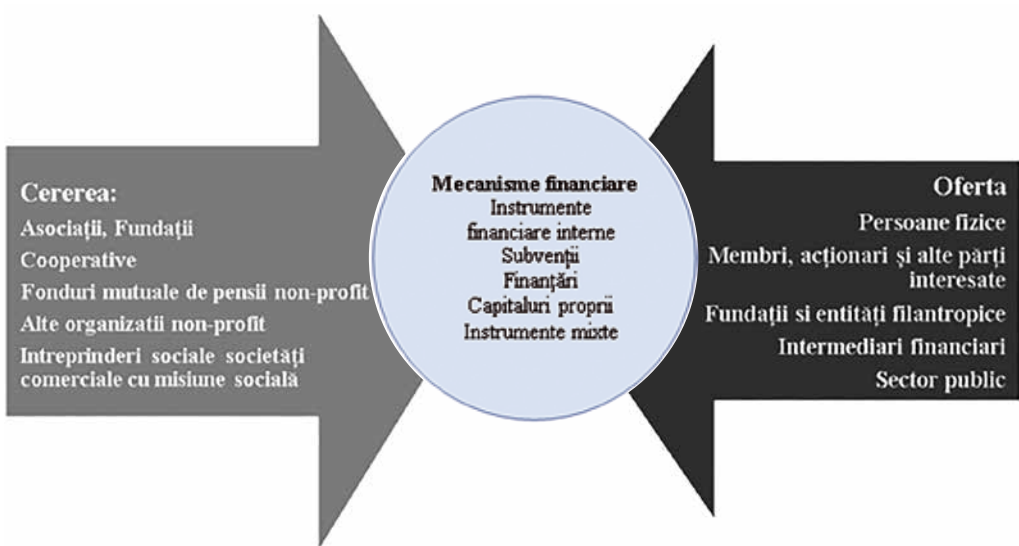 Cererea:
Asociații, Fundații
Cooperative
Fonduri mutuale de pensii non-profit
Alte organizatii non-profit
Intreprinderi sociale societăți
comerciale cu misiune socială
Mecanisme financiare
Instrumente
financiare interne
Subvenții
Finanțări
Capitaluri proprii
Instrumente mixte
Oferta
Persoane fizice
Membri, acționari și alte părți
interesate
Fundații si entități filantropice
Intermediari financiari
Sector public